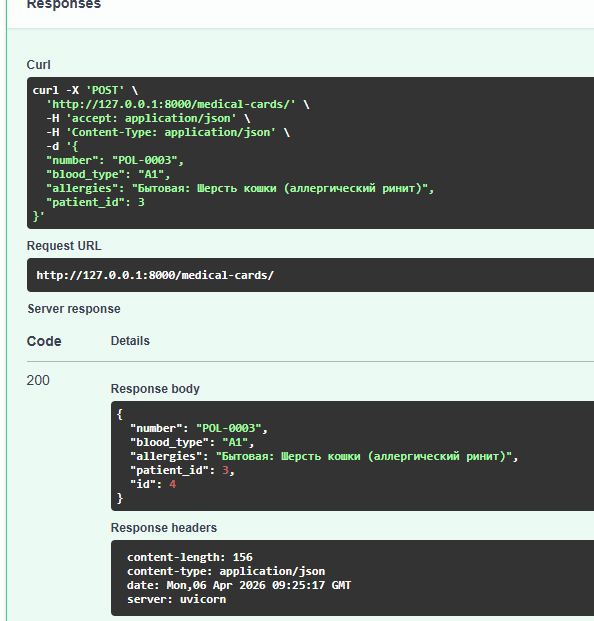 Responses
Curl
curl -X 'POST' \
  'http://127.0.0.1:8000/medical-cards/' \
  -H 'accept: application/json' \
  -H 'Content-Type: application/json' \
  -d '{
  "number": "POL-0003",
  "blood_type": "A1",
  "allergies": "Бытовая: Шерсть кошки (аллергический ринит)",
  "patient_id": 3
}'
Request URL
http://127.0.0.1:8000/medical-cards/
Server response
Code Details
200
Response body
{
  "number": "POL-0003",
  "blood_type": "A1",
  "allergies": "Бытовая: Шерсть кошки (аллергический ринит)",
  "patient_id": 3,
  "id": 4
}
Response headers
content-length: 156
content-type: application/json
date: Mon,06 Apr 2026 09:25:17 GMT
server: uvicorn